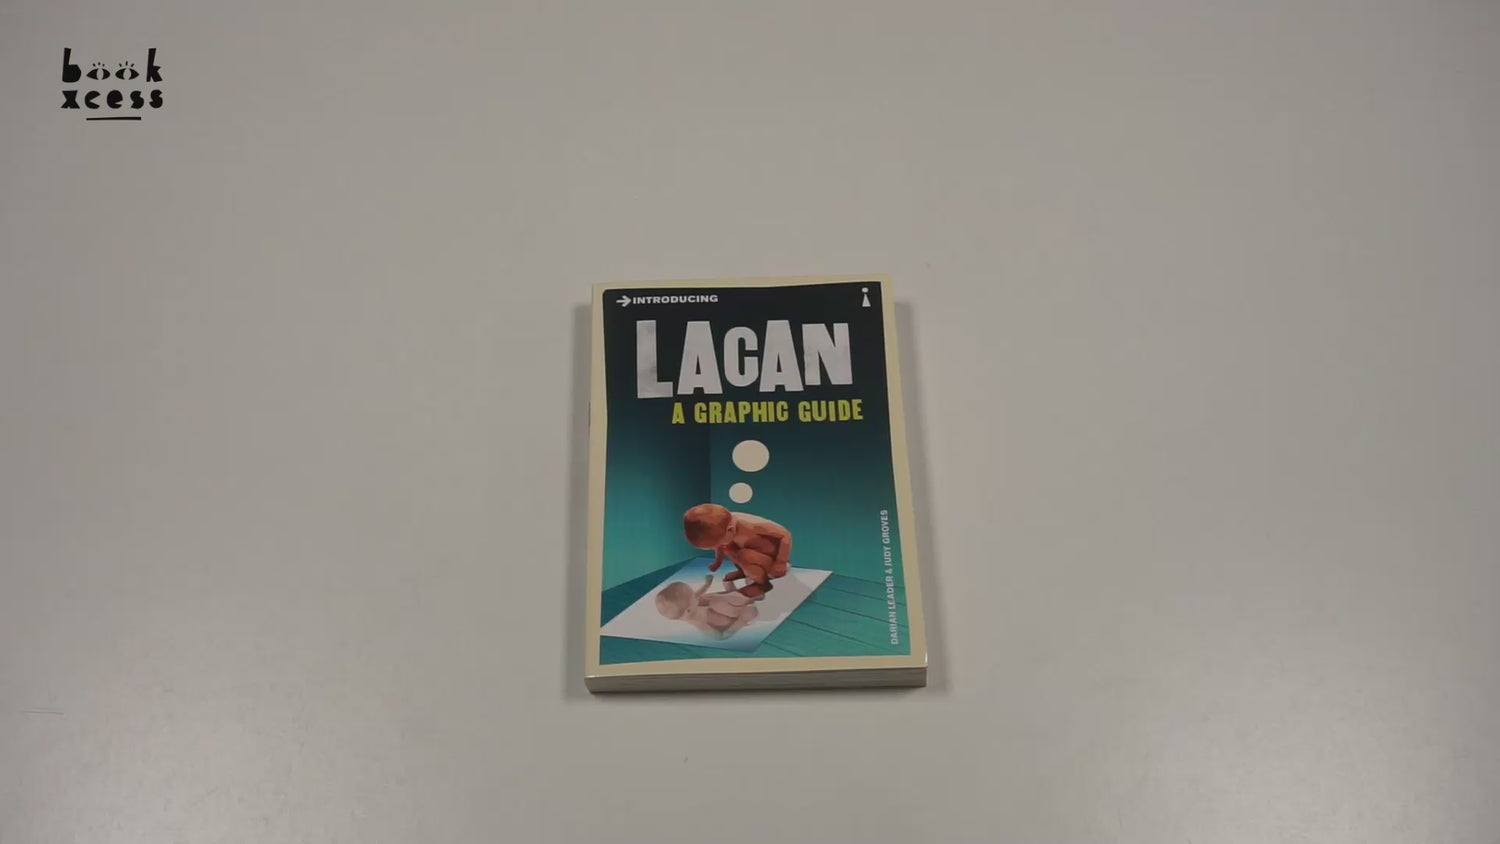 book
xcess
INTRODUCING
LACAN
A GRAPHIC GUIDE
DARIAN LEADER & JUDY GROVES